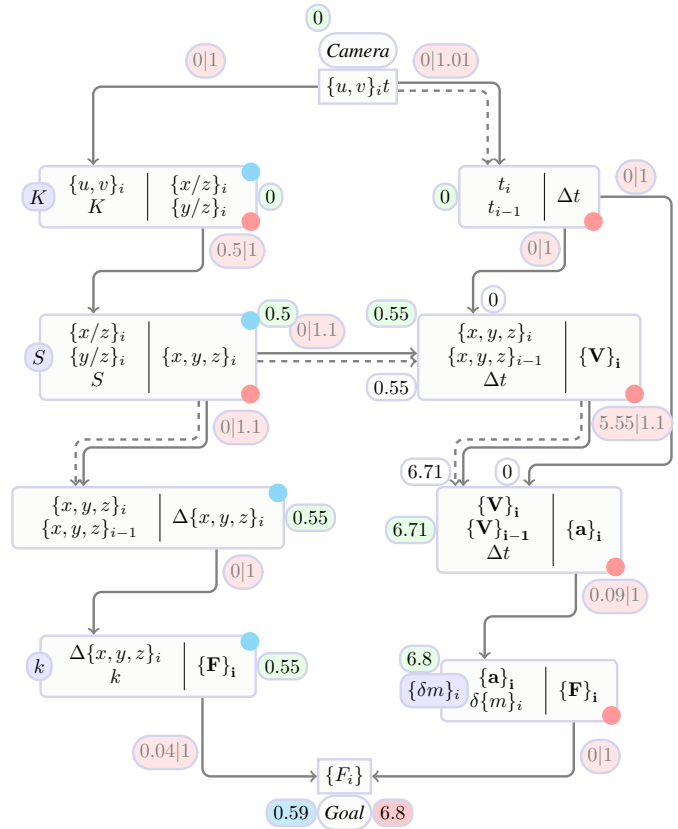 0
Camera
0|1
0|1.01
{u, v}ᵢt
K
{u, v}ᵢ
K
{x/z}ᵢ
{y/z}ᵢ
0
0
tᵢ
tᵢ₋₁
Δt
0|1
0.5|1
0|1
0.5
0|1.1
0.55
0
S
{x/z}ᵢ
{y/z}ᵢ
S
{x, y, z}ᵢ
{x, y, z}ᵢ
{x, y, z}ᵢ₋₁
Δt
{V}ᵢ
0.55
0|1.1
5.55|1.1
6.71
0
{x, y, z}ᵢ
{x, y, z}ᵢ₋₁
Δ{x, y, z}ᵢ
0.55
6.71
{V}ᵢ
{V}ᵢ₋₁
Δt
{a}ᵢ
0|1
0.09|1
k
Δ{x, y, z}ᵢ
k
{F}ᵢ
0.55
6.8
{δm}ᵢ
{a}ᵢ
δ{m}ᵢ
{F}ᵢ
0.04|1
0|1
{Fᵢ}
0.59
Goal
6.8